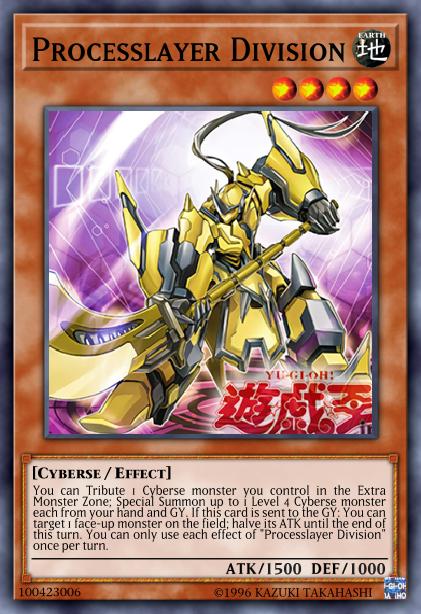 PROCESSLAYER DIVISION
EARTH
地
YU-GI-OH!
遊戯王
[CYBERSE / EFFECT]
You can Tribute 1 Cyberse monster you control in the Extra
Monster Zone; Special Summon up to 1 Level 4 Cyberse monster
each from your hand and GY. If this card is sent to the GY: You can
target 1 face-up monster on the field; halve its ATK until the end of
this turn. You can only use each effect of "Processlayer Division"
once per turn.
ATK/1500 DEF/1000
100423006
©1996 KAZUKI TAKAHASHI